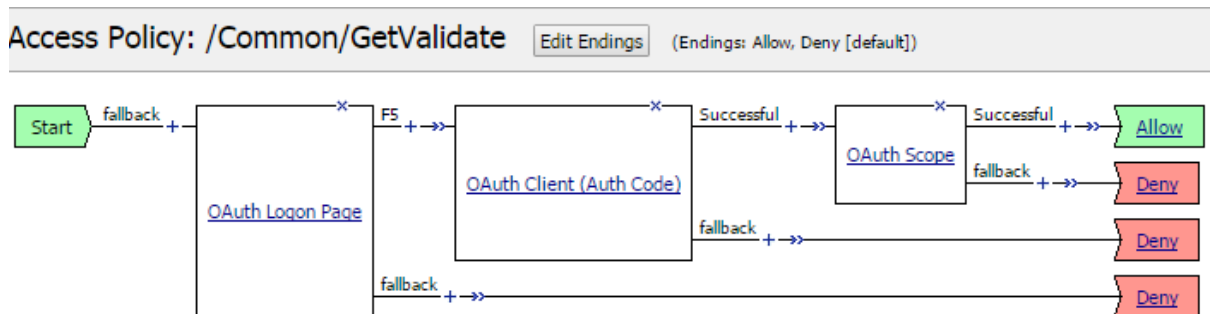 Access Policy: /Common/GetValidate Edit Endings (Endings: Allow, Deny [default])
Start fallback + F5 + Successful + Successful + Allow
OAuth Logon Page
OAuth Client (Auth Code)
OAuth Scope
fallback + Deny
fallback + Deny
fallback + Deny